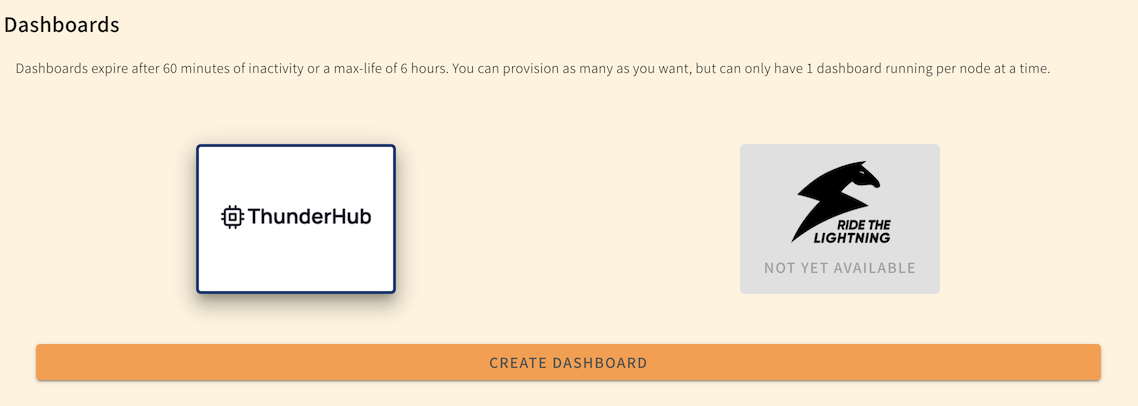 Dashboards
Dashboards expire after 60 minutes of inactivity or a max-life of 6 hours. You can provision as many as you want, but can only have 1 dashboard running per node at a time.
ThunderHub
RIDE THE
LIGHTNING
NOT YET AVAILABLE
CREATE DASHBOARD